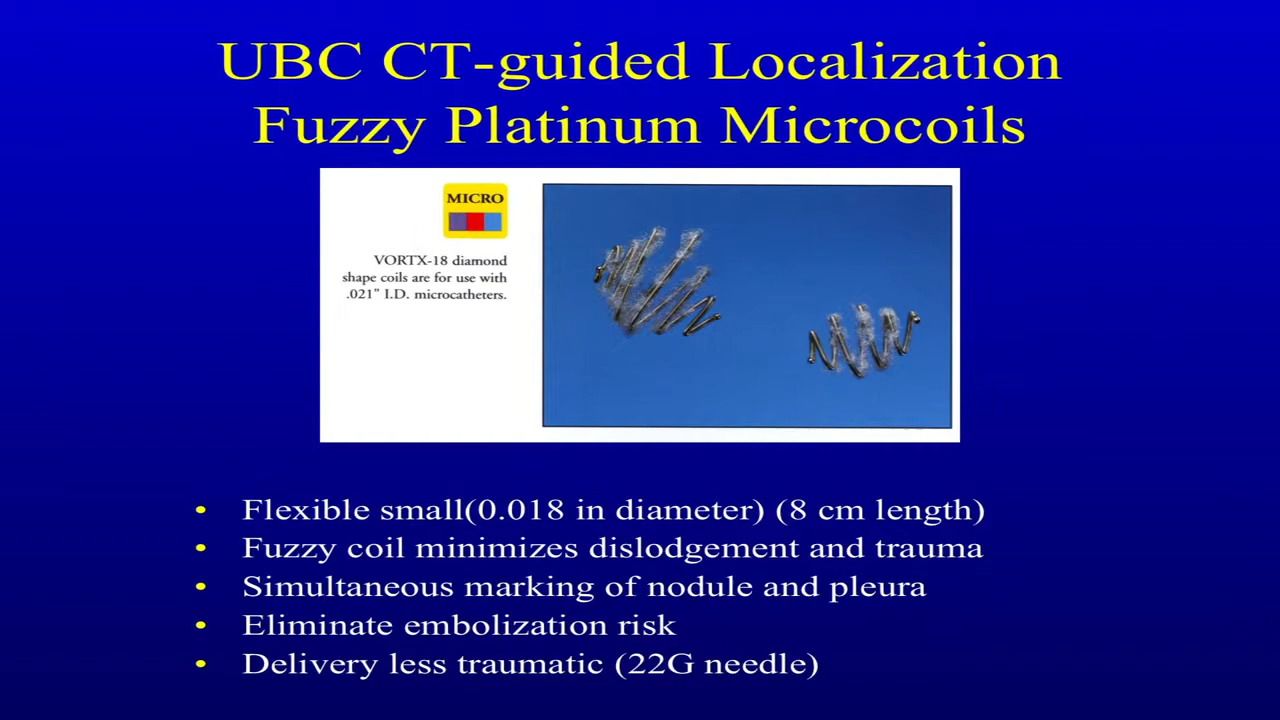 UBC CT-guided Localization
Fuzzy Platinum Microcoils
MICRO
VORTX-18 diamond
shape coils are for use with
.021" I.D. microcatheters.
• Flexible small(0.018 in diameter) (8 cm length)
• Fuzzy coil minimizes dislodgement and trauma
• Simultaneous marking of nodule and pleura
• Eliminate embolization risk
• Delivery less traumatic (22G needle)